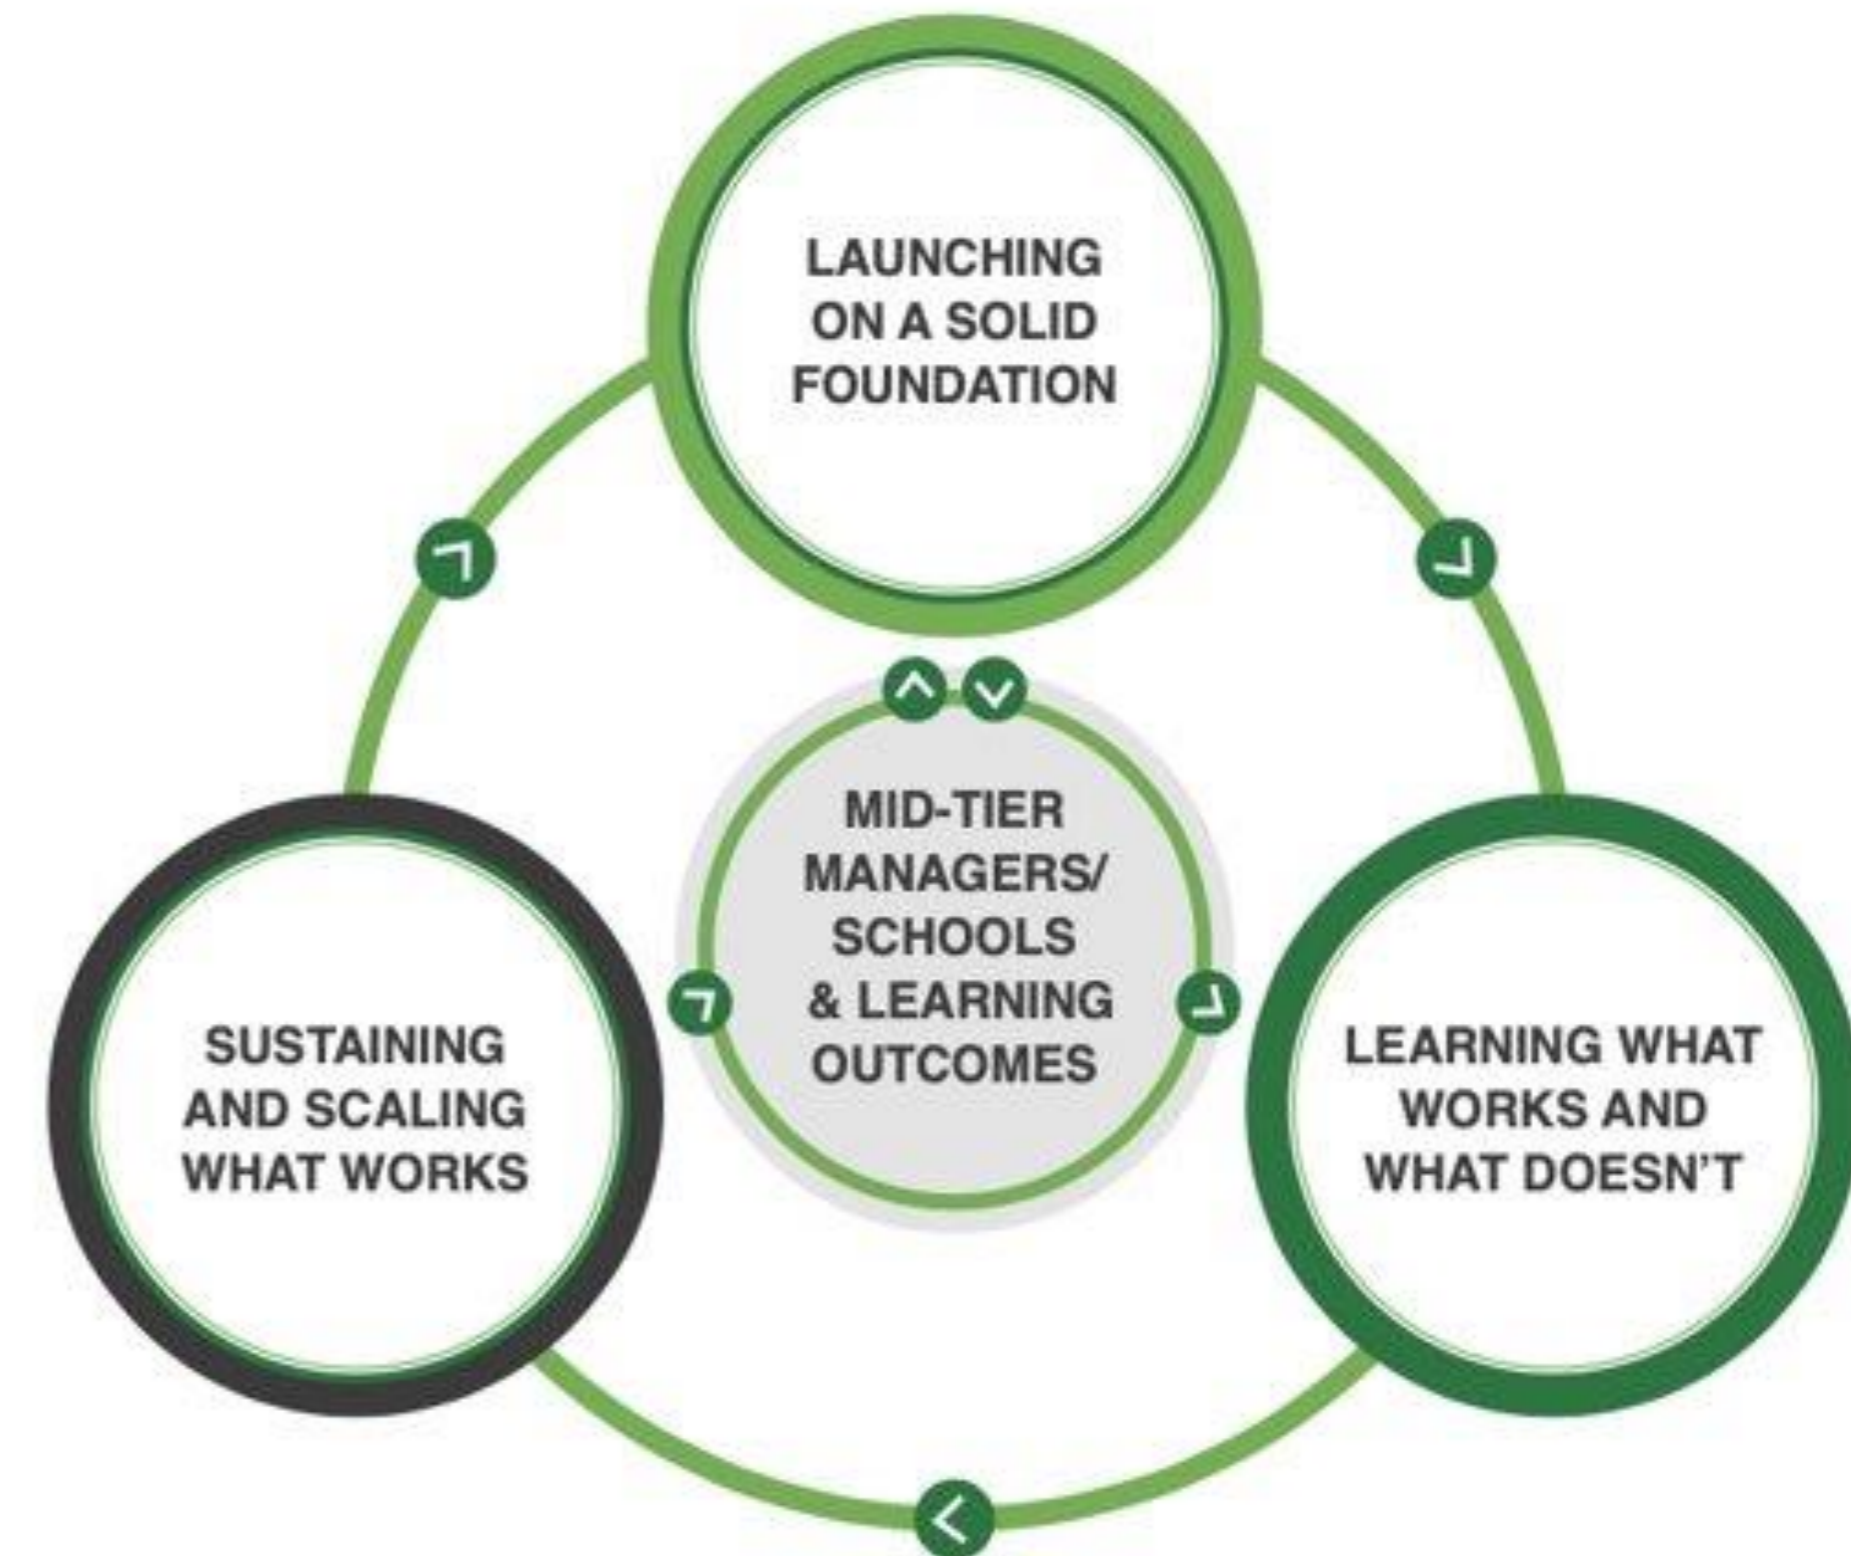 LAUNCHING
ON A SOLID
FOUNDATION
MID-TIER
MANAGERS/
SCHOOLS
& LEARNING
OUTCOMES
SUSTAINING
AND SCALING
WHAT WORKS
LEARNING WHAT
WORKS AND
WHAT DOESN'T